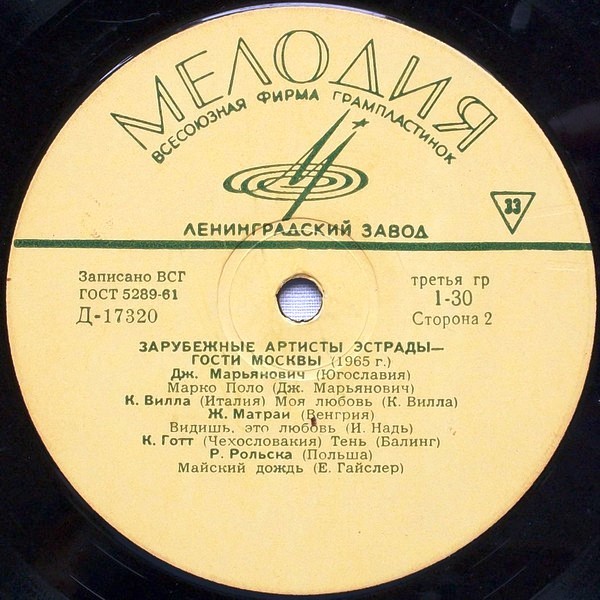 МЕЛОДИЯ
ВСЕСОЮЗНАЯ ФИРМА ГРАМПЛАСТИНОК
ЛЕНИНГРАДСКИЙ ЗАВОД
33
Записано ВСГ
ГОСТ 5289-61
Д-17320
третья гр
1-30
Сторона 2
ЗАРУБЕЖНЫЕ АРТИСТЫ ЭСТРАДЫ—
ГОСТИ МОСКВЫ (1965 г.)
Дж. Марьянович (Югославия)
Марко Поло (Дж. Марьянович)
К. Вилла (Италия) Моя любовь (К. Вилла)
Ж. Матраи (Венгрия)
Видишь, это любовь (И. Надь)
К. Готт (Чехословакия) Тень (Балинг)
Р. Рольска (Польша)
Майский дождь (Е. Гайслер)